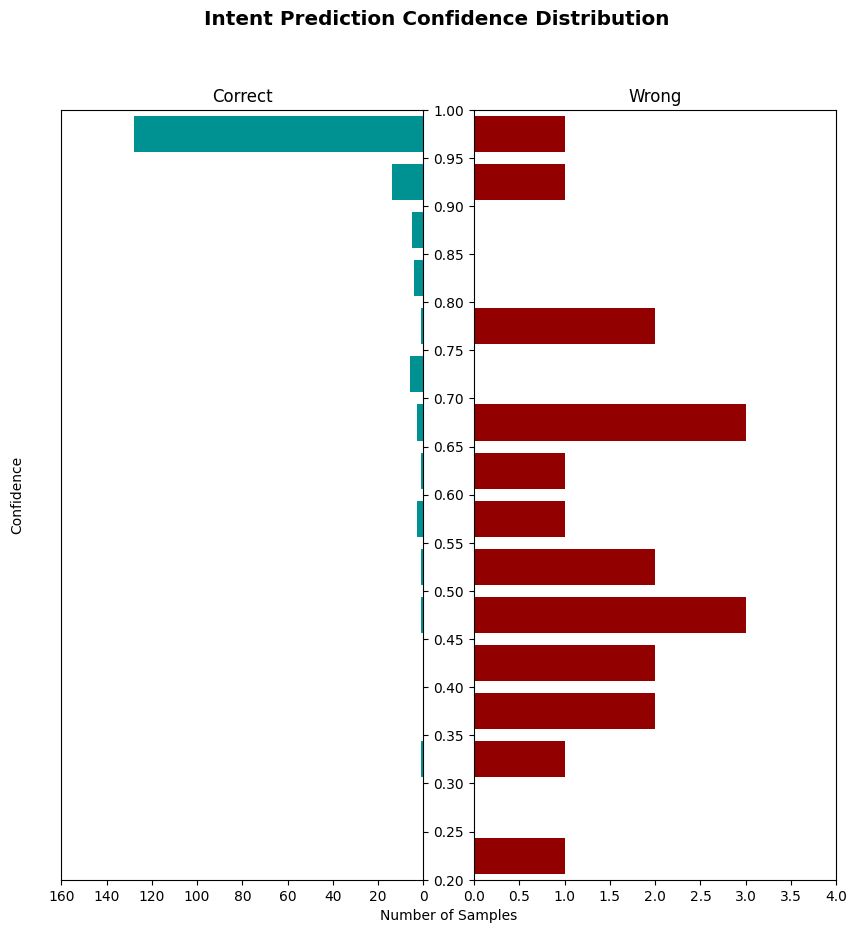 Intent Prediction Confidence Distribution
Correct
Wrong
1.00
0.95
0.90
0.85
0.80
0.75
0.70
0.65
0.60
0.55
0.50
0.45
0.40
0.35
0.30
0.25
0.20
Confidence
160 140 120 100 80 60 40 20 0
0.0 0.5 1.0 1.5 2.0 2.5 3.0 3.5 4.0
Number of Samples